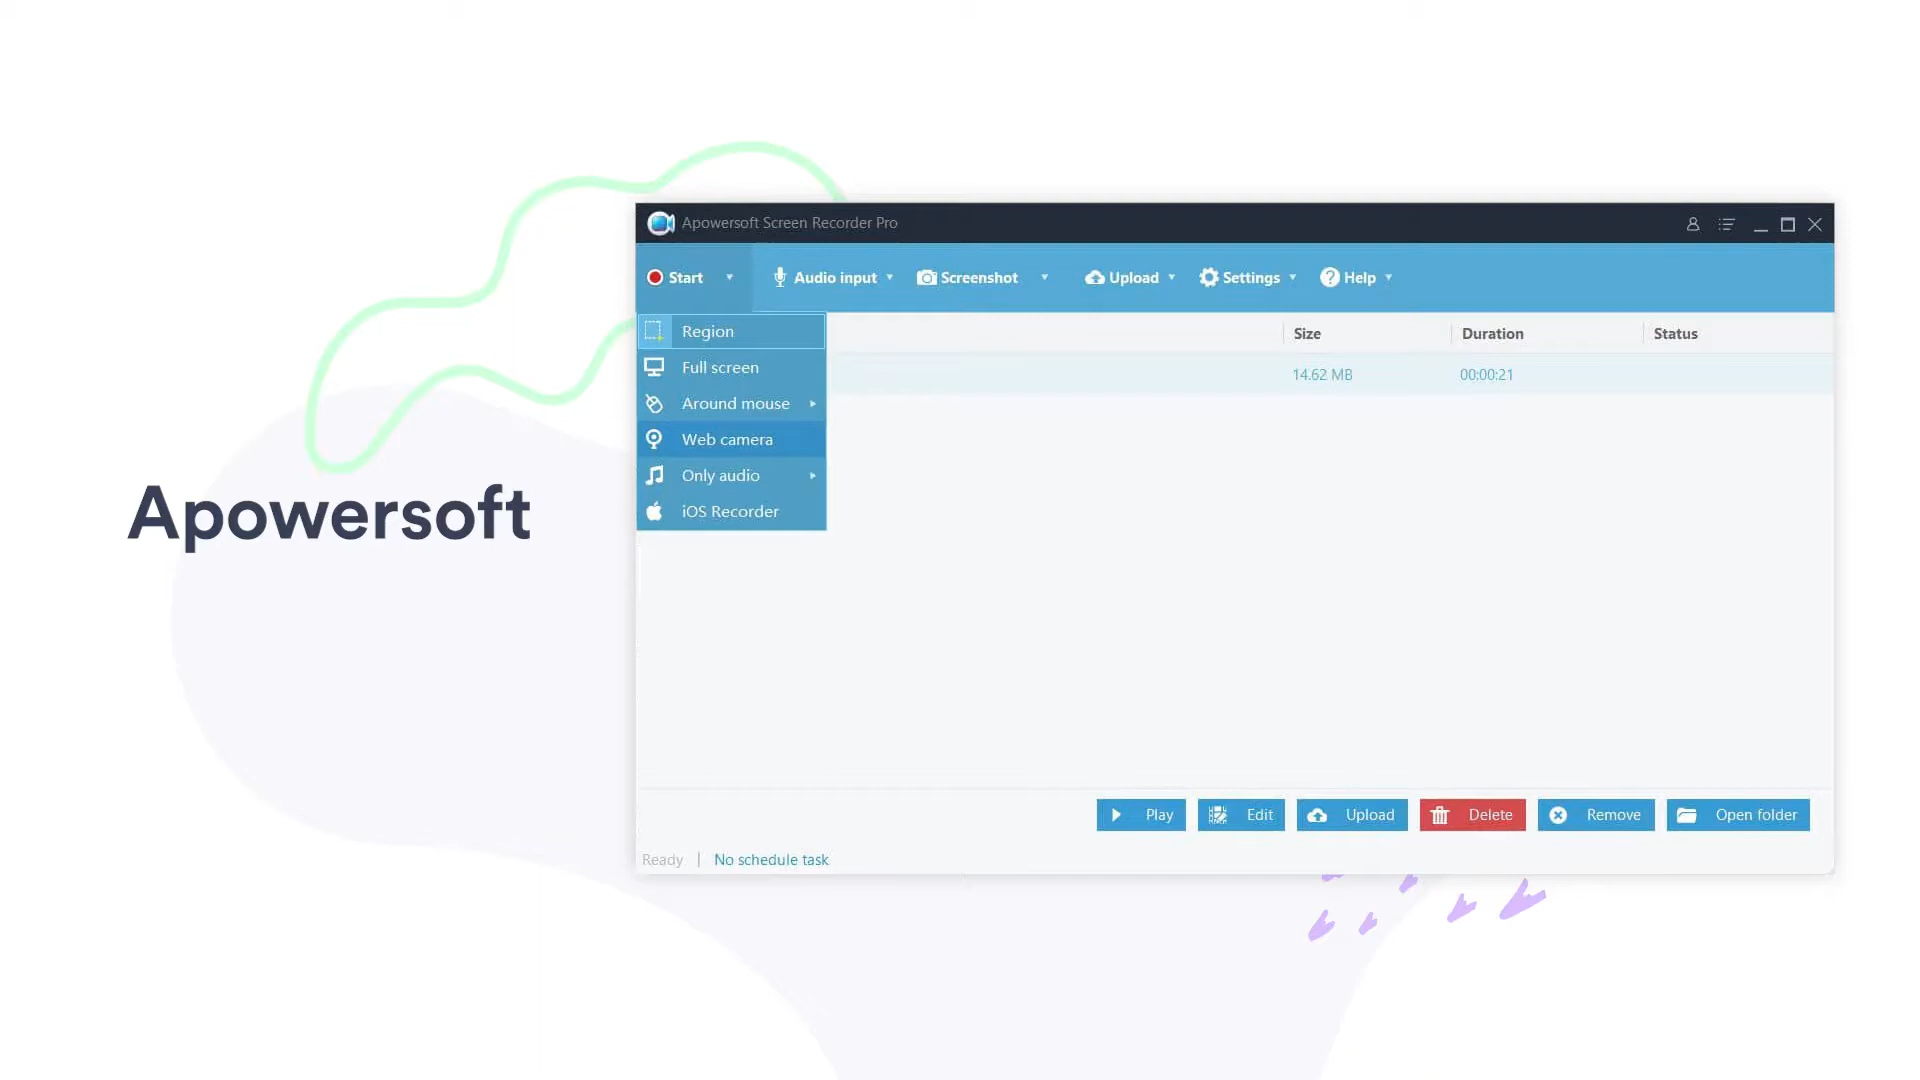 Apowersoft
Apowersoft Screen Recorder Pro
Start
Audio input
Screenshot
Upload
Settings
Help
Region
Full screen
Around mouse
Web camera
Only audio
iOS Recorder
Size
Duration
Status
14.62 MB
00:00:21
Play
Edit
Upload
Delete
Remove
Open folder
Ready | No schedule task